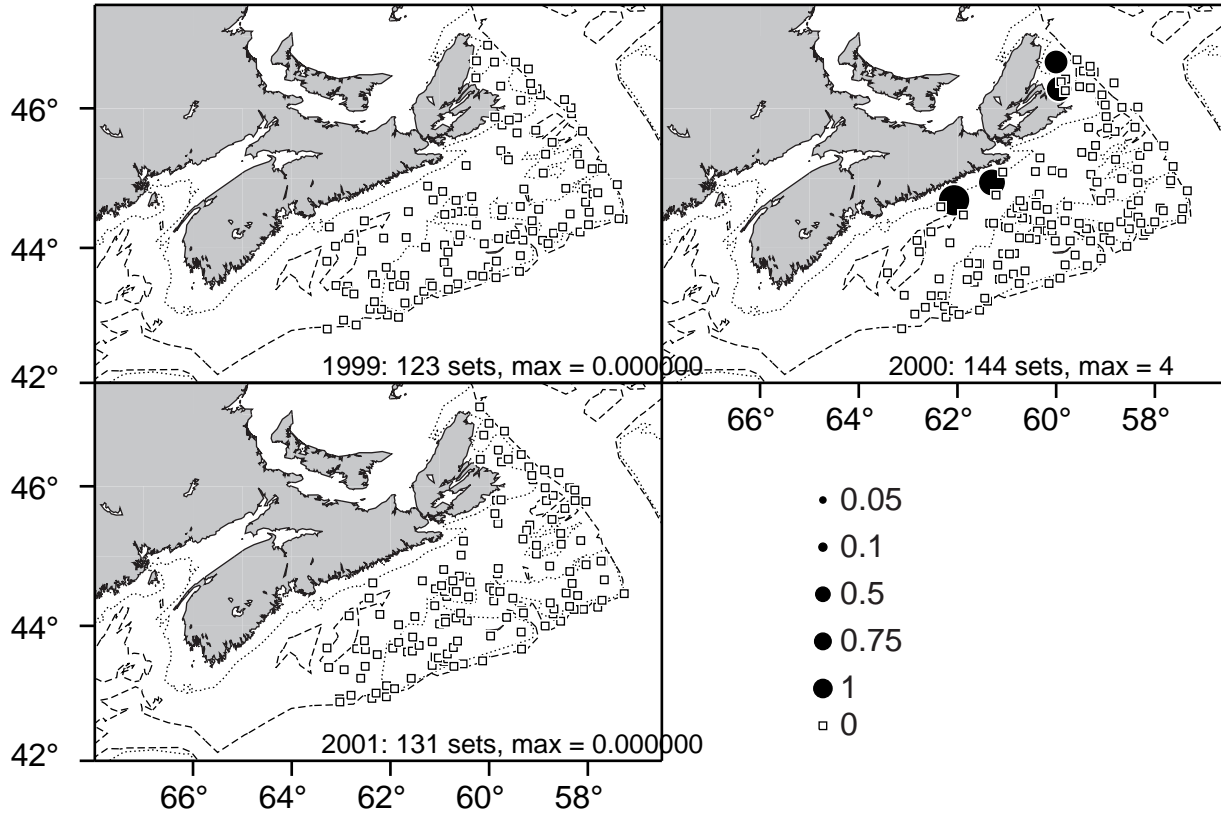 46°
44°
42°
1999: 123 sets, max = 0.000000
2000: 144 sets, max = 4
66° 64° 62° 60° 58°
46°
44°
42°
2001: 131 sets, max = 0.000000
66° 64° 62° 60° 58°
0.05
0.1
0.5
0.75
1
0